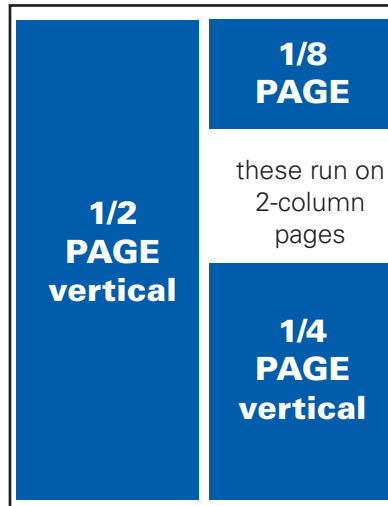 1/2
PAGE
vertical
1/8
PAGE
these run on
2-column
pages
1/4
PAGE
vertical